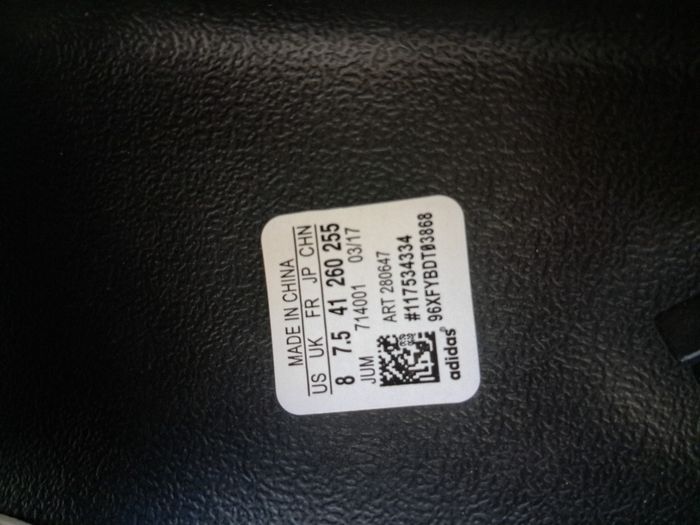 MADE IN CHINA
US UK FR JP CHN
8 7.5 41 260 255
JUM 714001 03/17
ART 280647
#117534334
96XFYBDT03868
adidas®